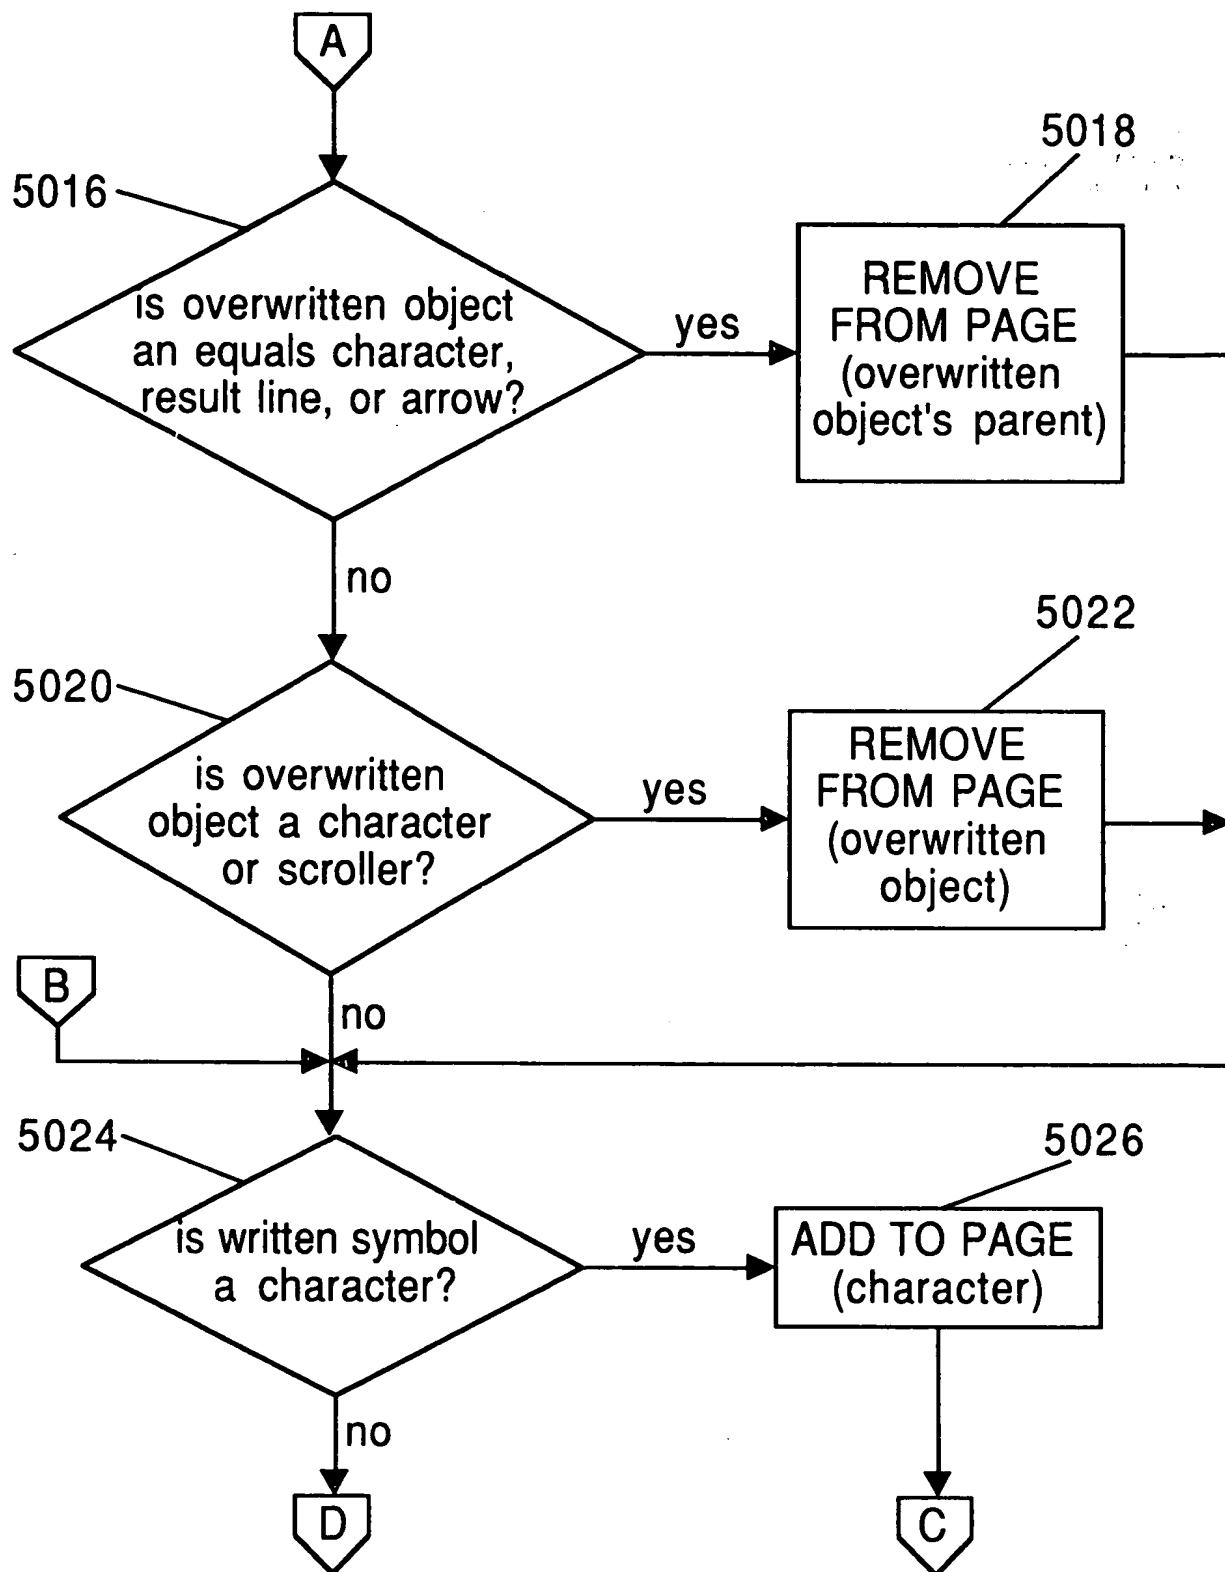 A
5016
is overwritten object
an equals character,
result line, or arrow?
yes
5018
REMOVE
FROM PAGE
(overwritten
object's parent)
no
5020
is overwritten
object a character
or scroller?
yes
5022
REMOVE
FROM PAGE
(overwritten
object)
B
no
5024
is written symbol
a character?
yes
5026
ADD TO PAGE
(character)
no
D
C